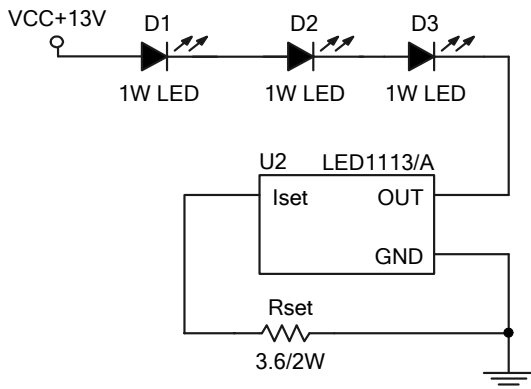 VCC+13V
D1
D2
D3
1W LED
1W LED
1W LED
U2
LED1113/A
Iset
OUT
GND
Rset
3.6/2W